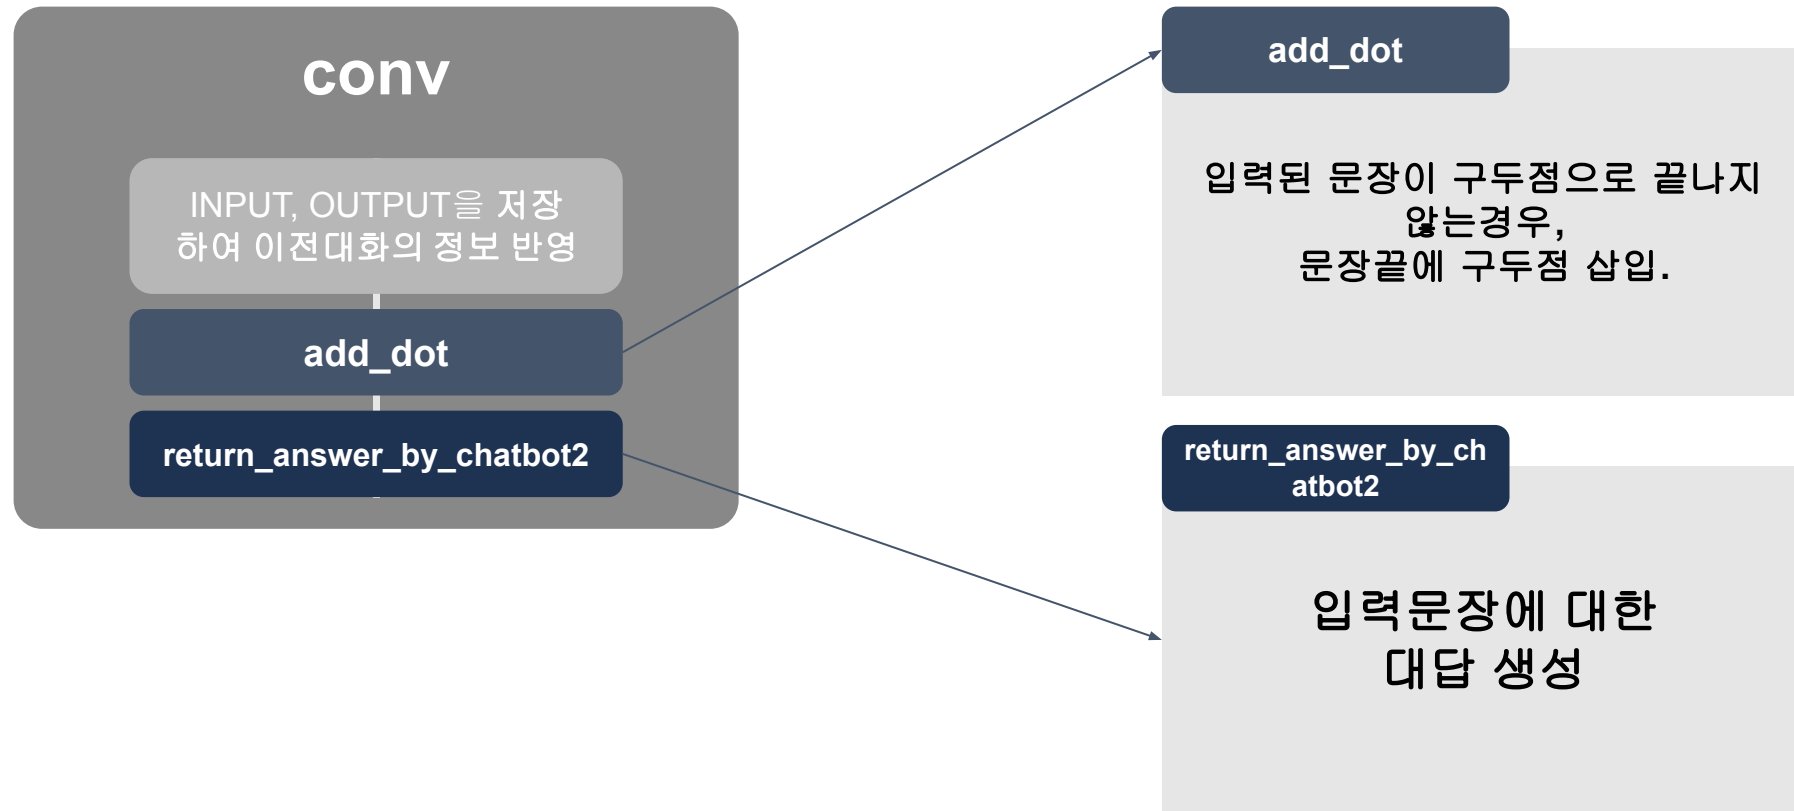 conv
INPUT, OUTPUT을 저장
하여 이전대화의 정보 반영
add_dot
return_answer_by_chatbot2
add_dot
입력된 문장이 구두점으로 끝나지
않는경우,
문장끝에 구두점 삽입.
return_answer_by_ch
atbot2
입력문장에 대한
대답 생성